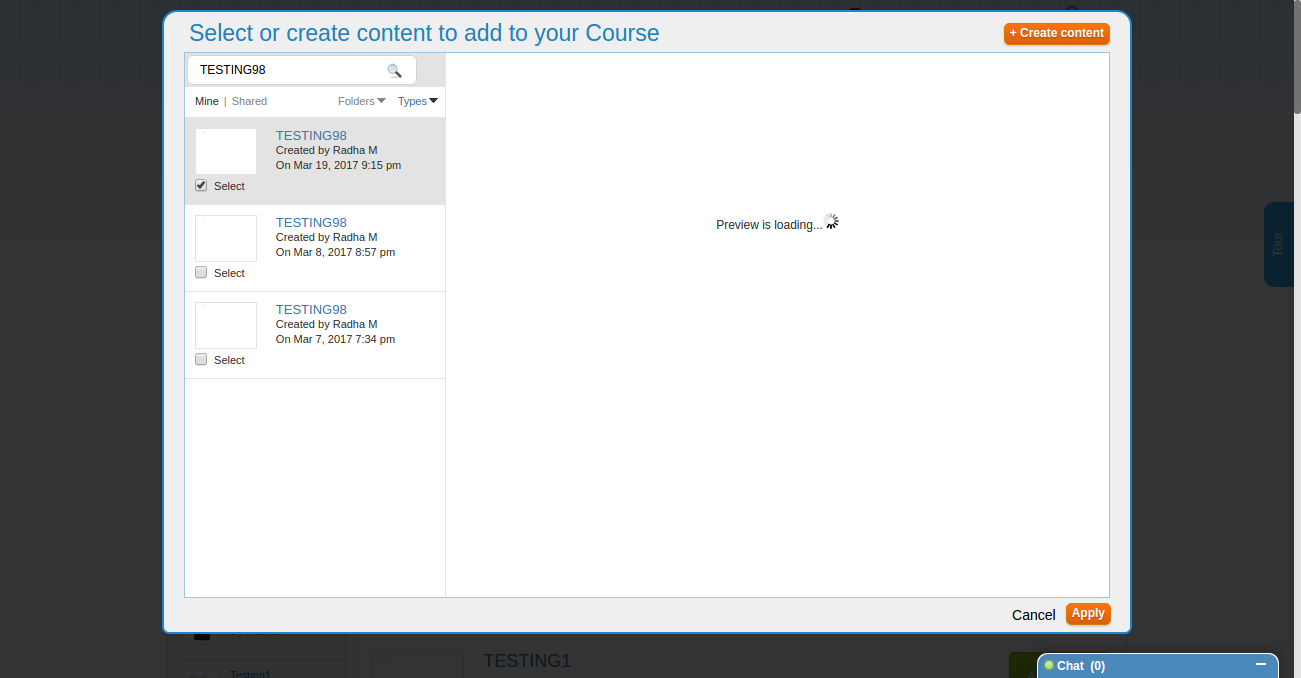 Select or create content to add to your Course
+ Create content
TESTING98
Mine | Shared
Folders
Types
TESTING98
Created by Radha M
On Mar 19, 2017 9:15 pm
Select
TESTING98
Created by Radha M
On Mar 8, 2017 8:57 pm
Select
TESTING98
Created by Radha M
On Mar 7, 2017 7:34 pm
Select
Preview is loading...
Tour
Cancel
Apply
TESTING1
Testing1
Chat (0)